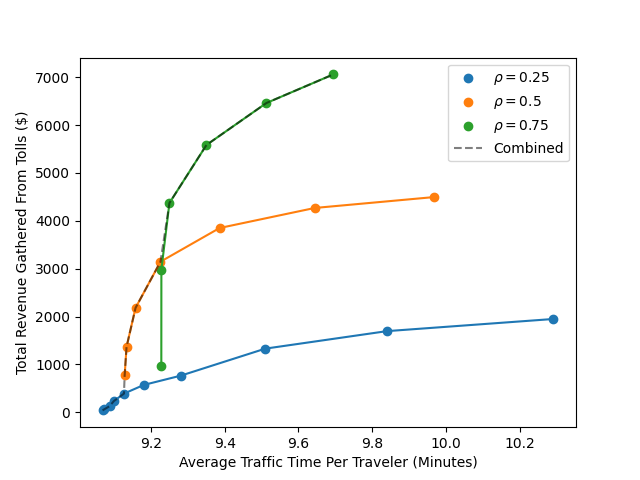 7000
6000
5000
4000
3000
2000
1000
0
Total Revenue Gathered From Tolls ($)
ρ = 0.25
ρ = 0.5
ρ = 0.75
Combined
9.2 9.4 9.6 9.8 10.0 10.2
Average Traffic Time Per Traveler (Minutes)